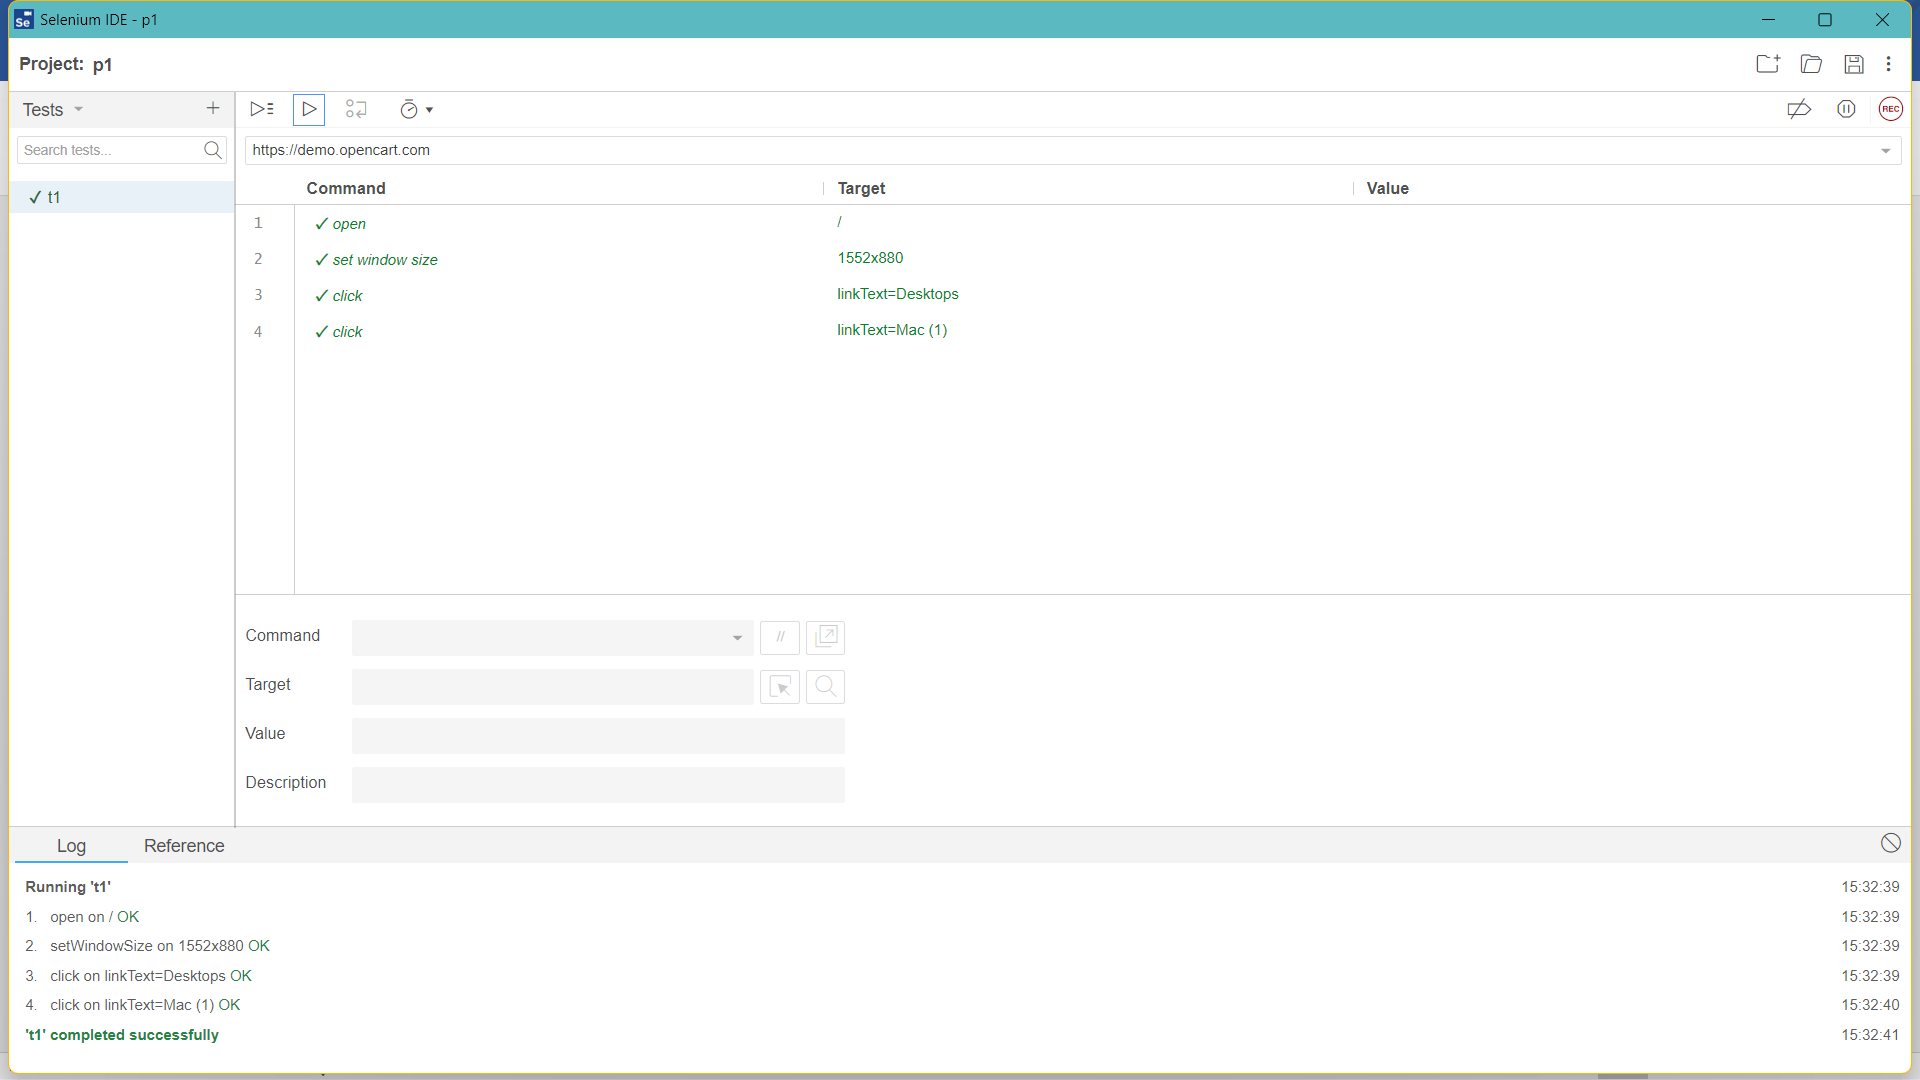 Se Selenium IDE - p1
Project: p1
Tests
REC
Search tests...
https://demo.opencart.com
✓ t1
Command Target Value
1 ✓ open /
2 ✓ set window size 1552x880
3 ✓ click linkText=Desktops
4 ✓ click linkText=Mac (1)
Command //
Target
Value
Description
Log Reference
Running 't1' 15:32:39
1. open on / OK 15:32:39
2. setWindowSize on 1552x880 OK 15:32:39
3. click on linkText=Desktops OK 15:32:39
4. click on linkText=Mac (1) OK 15:32:40
't1' completed successfully 15:32:41